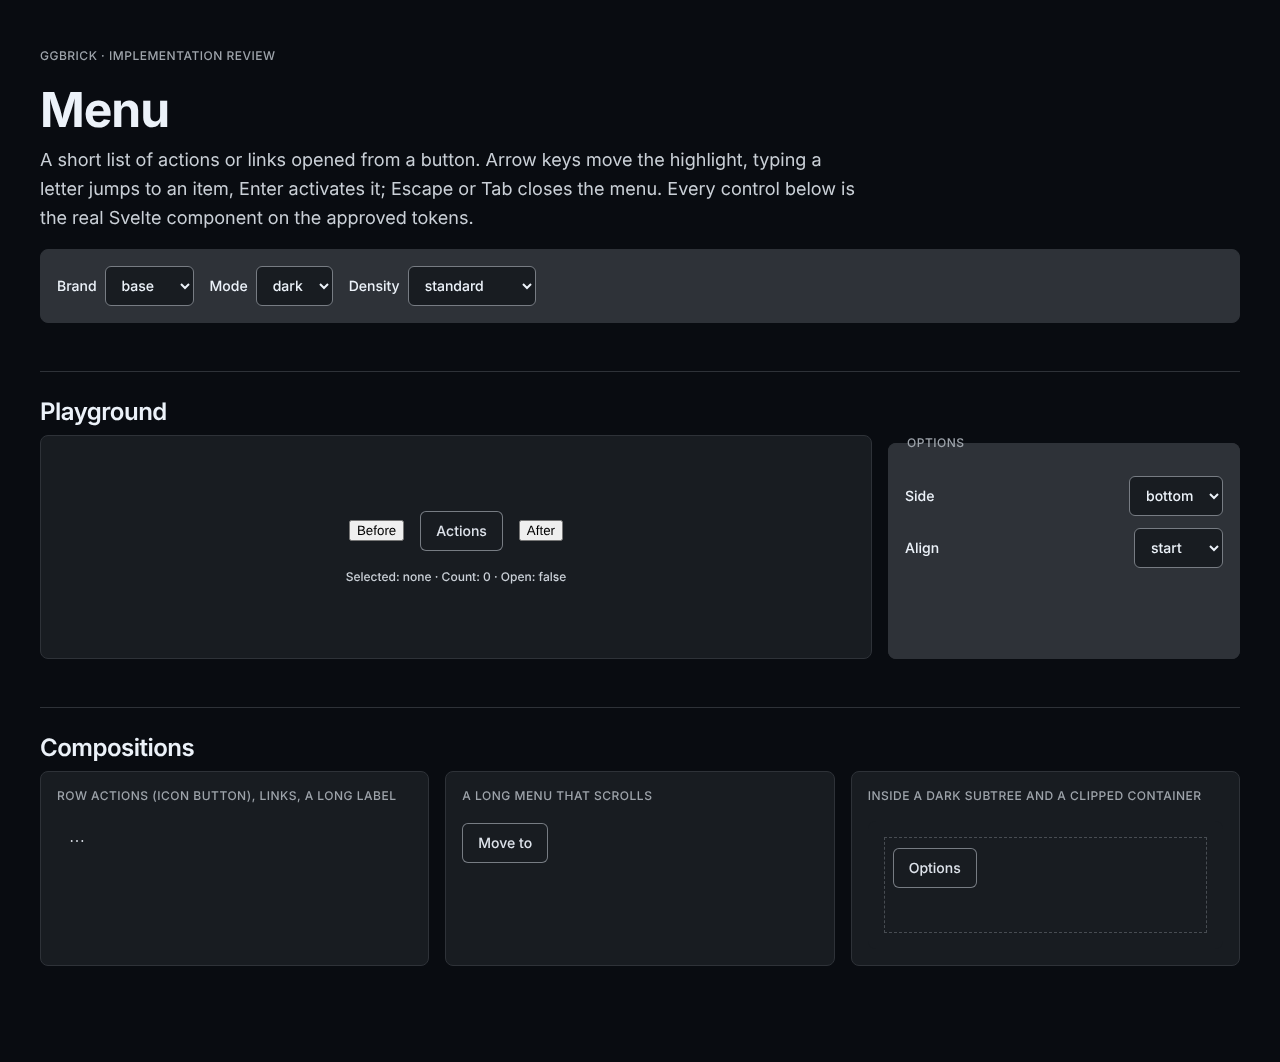 GGBRICK · IMPLEMENTATION REVIEW
Menu
A short list of actions or links opened from a button. Arrow keys move the highlight, typing a
letter jumps to an item, Enter activates it; Escape or Tab closes the menu. Every control below is
the real Svelte component on the approved tokens.
Brand base Mode dark Density standard
Playground
OPTIONS
Side bottom
Before Actions After
Align start
Selected: none · Count: 0 · Open: false
Compositions
ROW ACTIONS (ICON BUTTON), LINKS, A LONG LABEL
...
A LONG MENU THAT SCROLLS
Move to
INSIDE A DARK SUBTREE AND A CLIPPED CONTAINER
Options